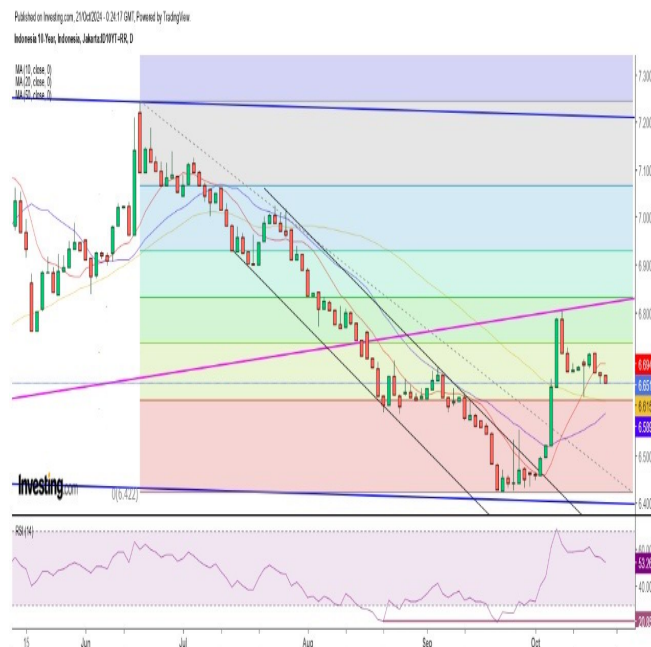 Published on Investing.com, 21/Oct/2024 - 0:24:17 GMT, Powered by TradingView.
Indonesia 10-Year, Indonesia, Jakarta:ID10YT=RR, D
MA (10, close, 0)
MA (20, close, 0)
MA (50, close, 0)
7.300
7.200
7.100
7.000
6.900
6.800
6.694
6.651
6.615
6.589
6.500
6.400
Investing.com
0(6.422)
RSI (14)
60.00
53.26
40.00
15
Jun
Jul
Aug
Sep
Oct